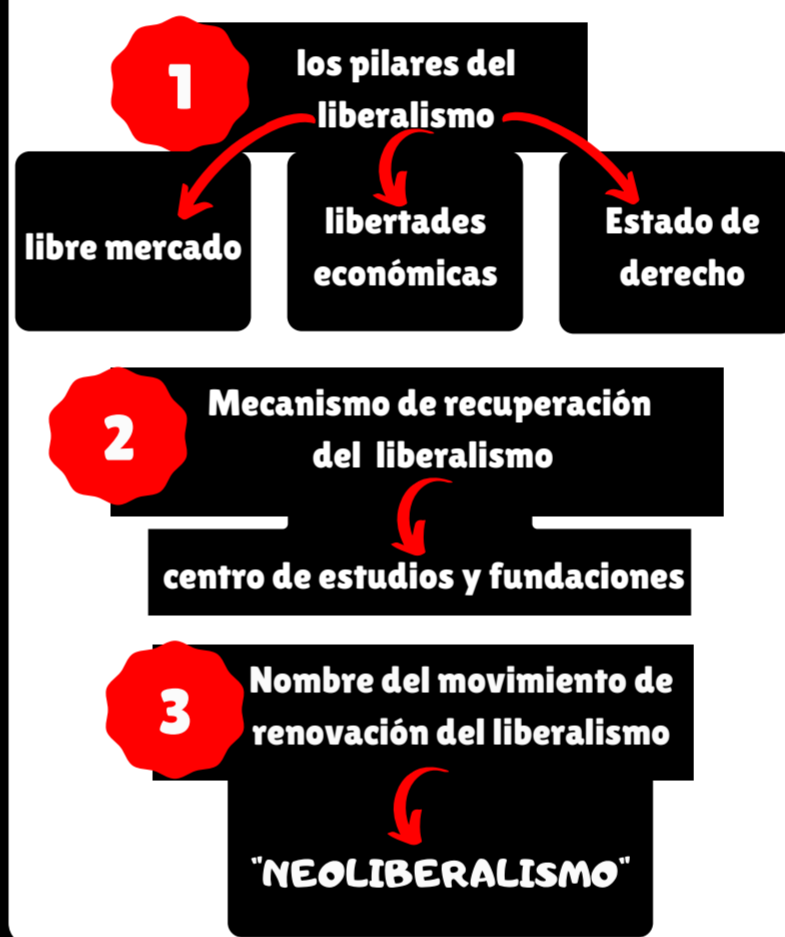 1
los pilares del
liberalismo
libre mercado
libertades
económicas
Estado de
derecho
2
Mecanismo de recuperación
del liberalismo
centro de estudios y fundaciones
3
Nombre del movimiento de
renovación del liberalismo
"NEOLIBERALISMO"